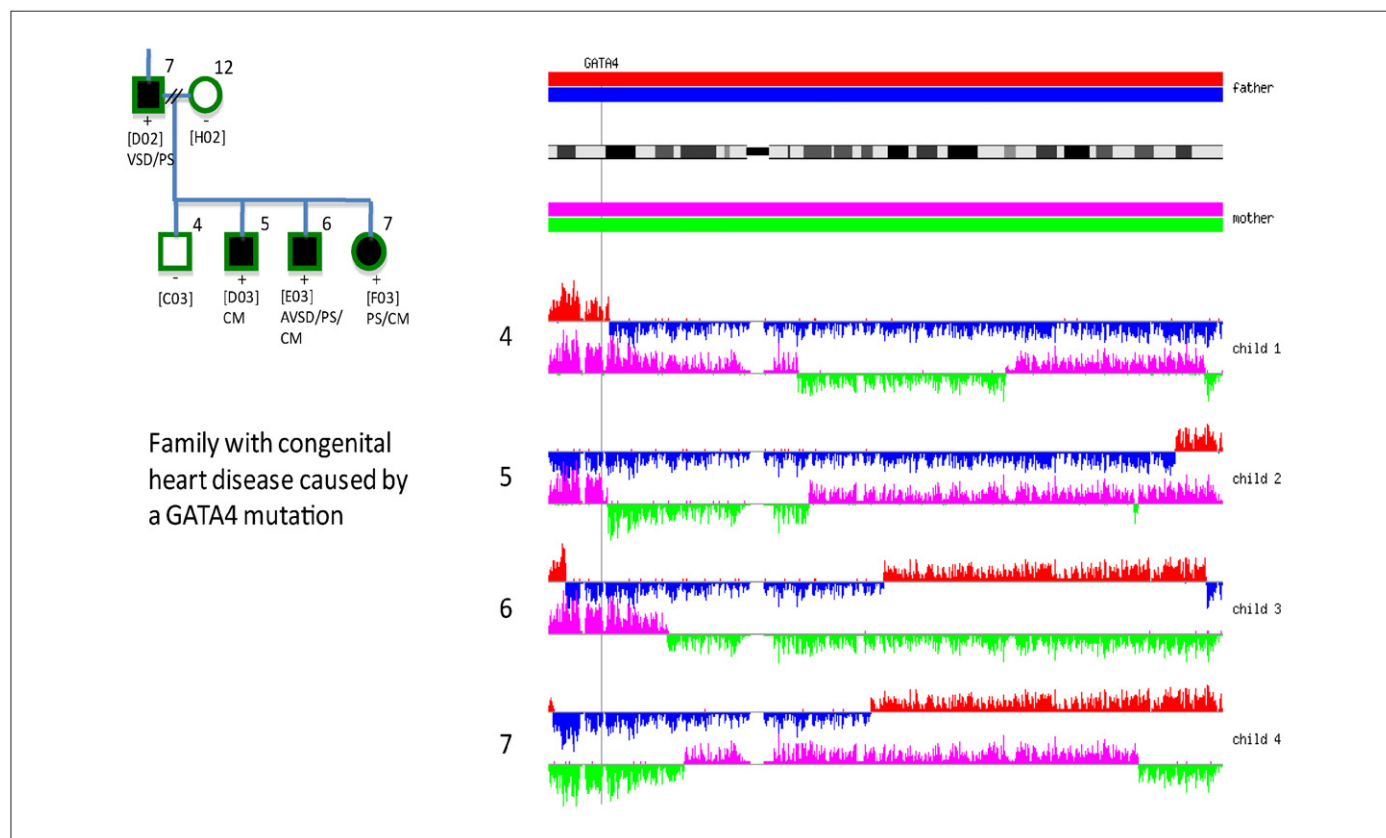 7
12
+
-
[D02]
[H02]
VSD/PS
4
5
6
7
-
+
+
+
[C03]
[D03]
[E03]
[F03]
CM
AVSD/PS/
CM
PS/CM
Family with congenital
heart disease caused by
a GATA4 mutation
GATA4
father
mother
4
child 1
5
child 2
6
child 3
7
child 4